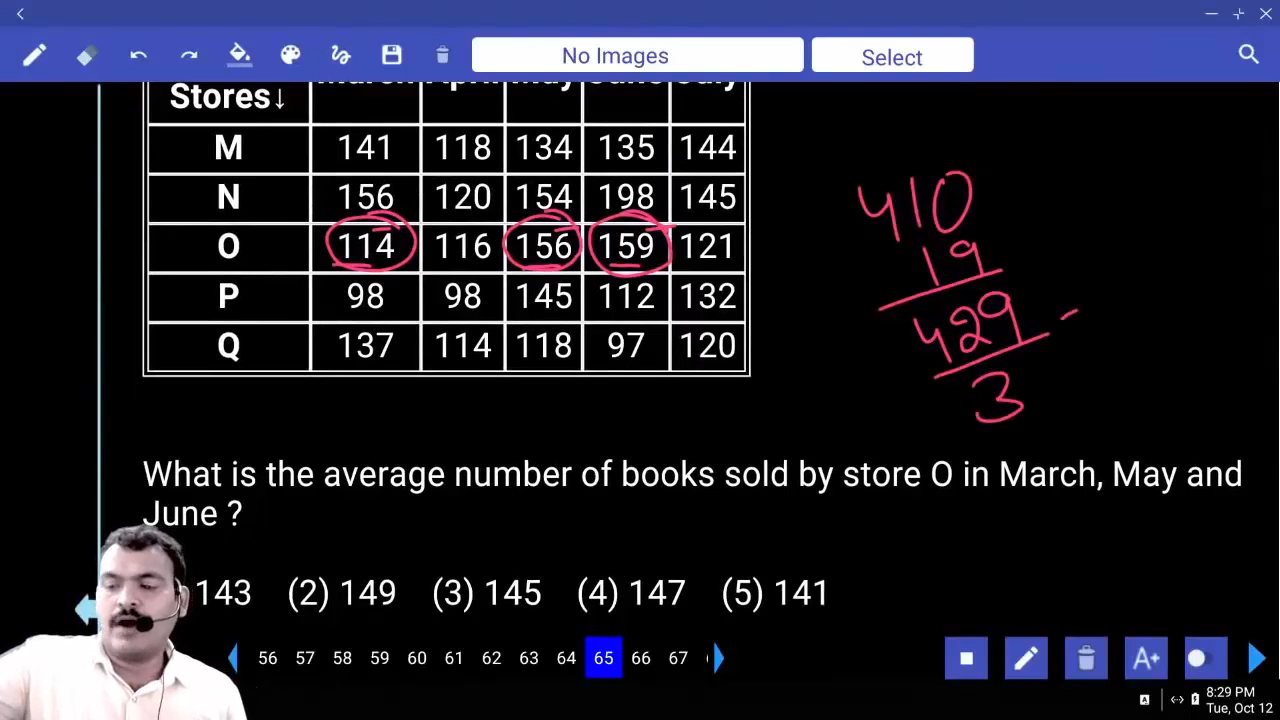 No Images
Select
Stores↓
M 141 118 134 135 144
N 156 120 154 198 145
O 114 116 156 159 121
P 98 98 145 112 132
Q 137 114 118 97 120
410
19
429 -
3
What is the average number of books sold by store O in March, May and
June ?
143 (2) 149 (3) 145 (4) 147 (5) 141
56 57 58 59 60 61 62 63 64 65 66 67
A+
A
8:29 PM
Tue, Oct 12